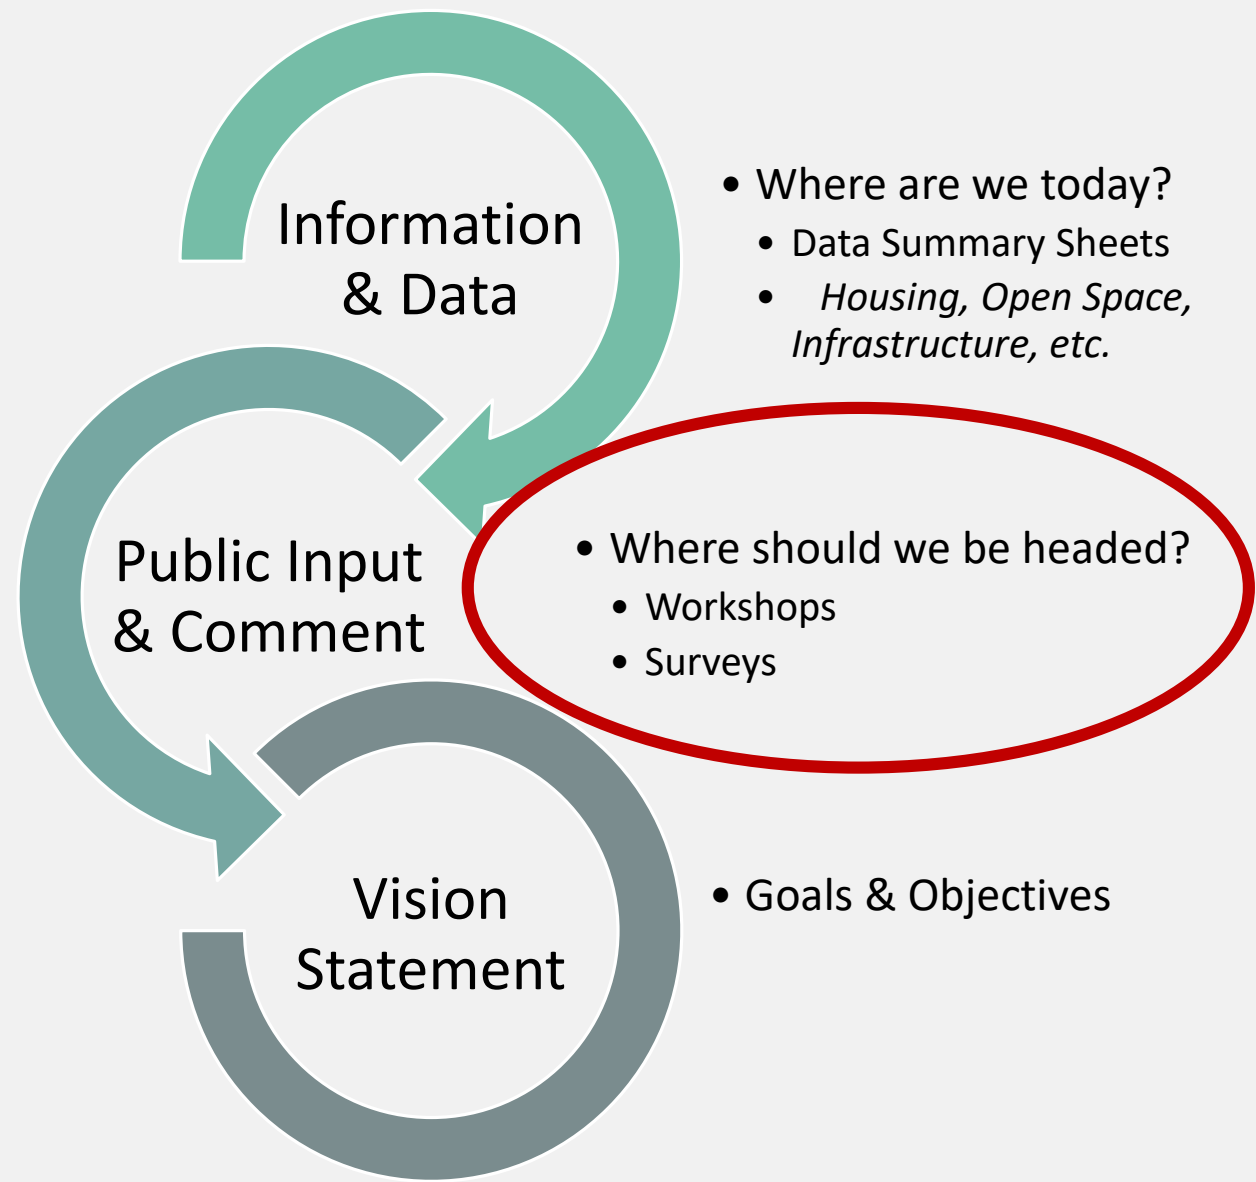 Information
& Data
• Where are we today?
• Data Summary Sheets
• Housing, Open Space,
Infrastructure, etc.
Public Input
& Comment
• Where should we be headed?
• Workshops
• Surveys
Vision
Statement
• Goals & Objectives